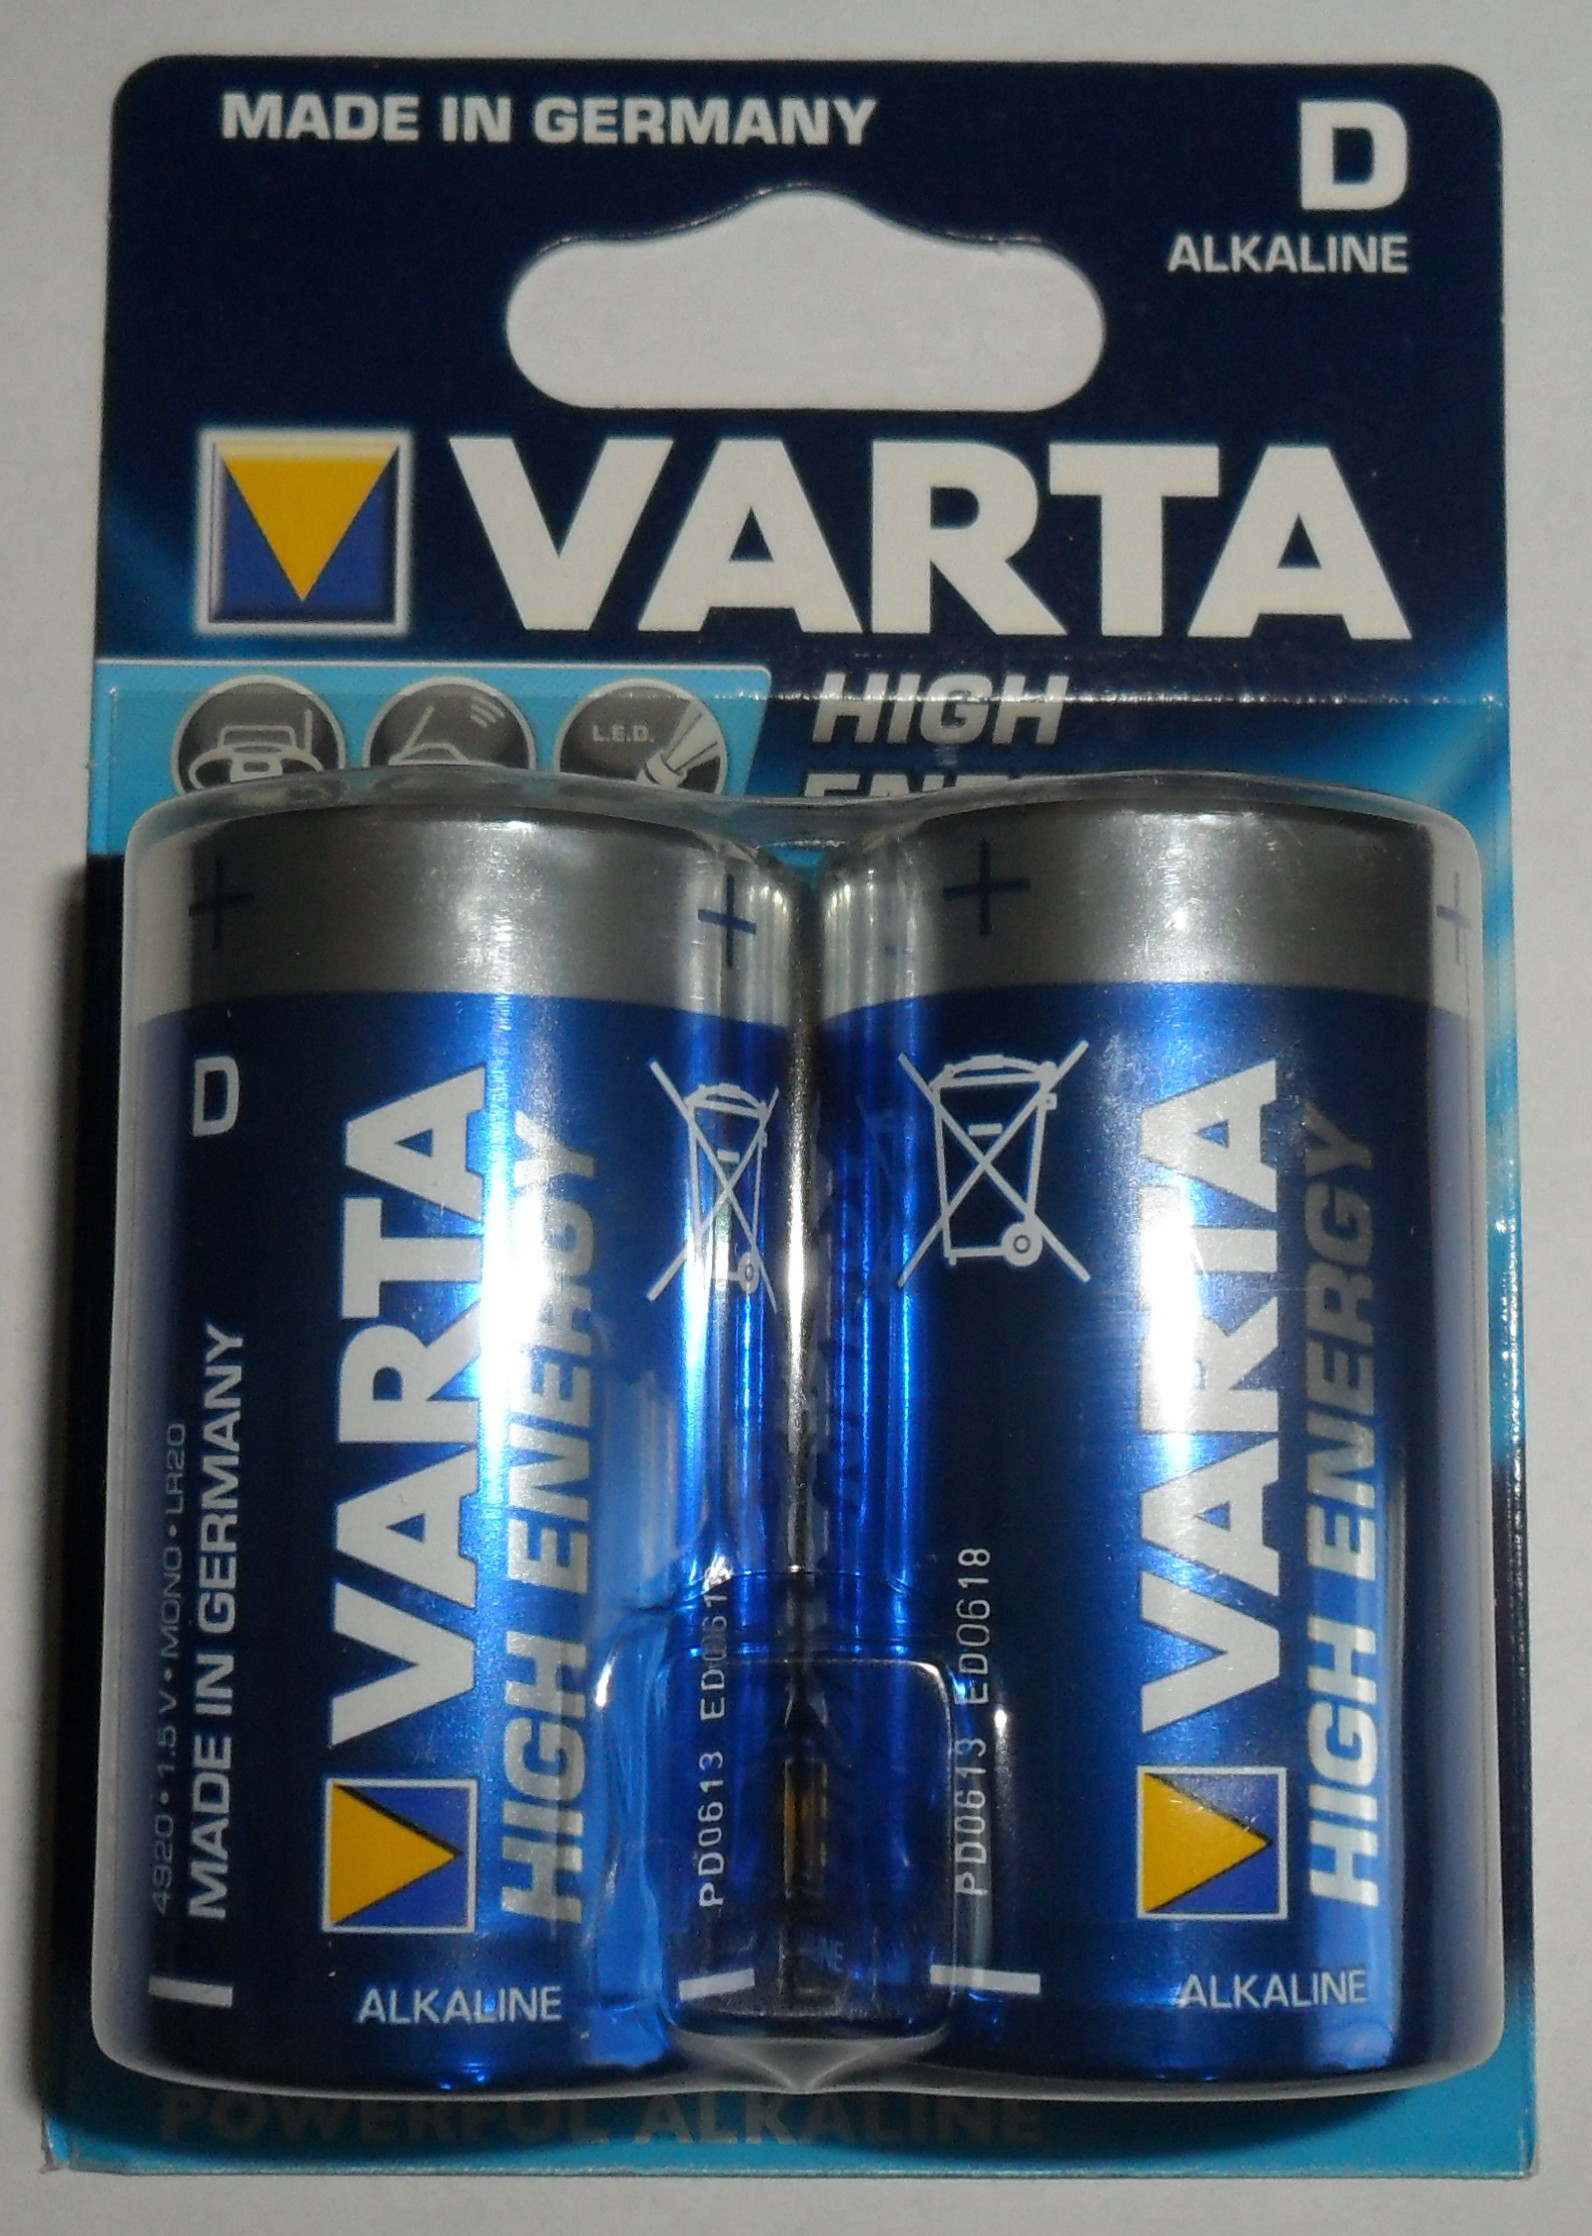 MADE IN GERMANY
D
ALKALINE
VARTA
L.E.D.
HIGH
POWERFUL ALKALINE
+
+
D
4920 • 1.5 V • MONO • LR20
MADE IN GERMANY
VARTA
HIGH ENERGY
ALKALINE
PD0613
+
+
PD0613 ED0618
VARTA
HIGH ENERGY
ALKALINE